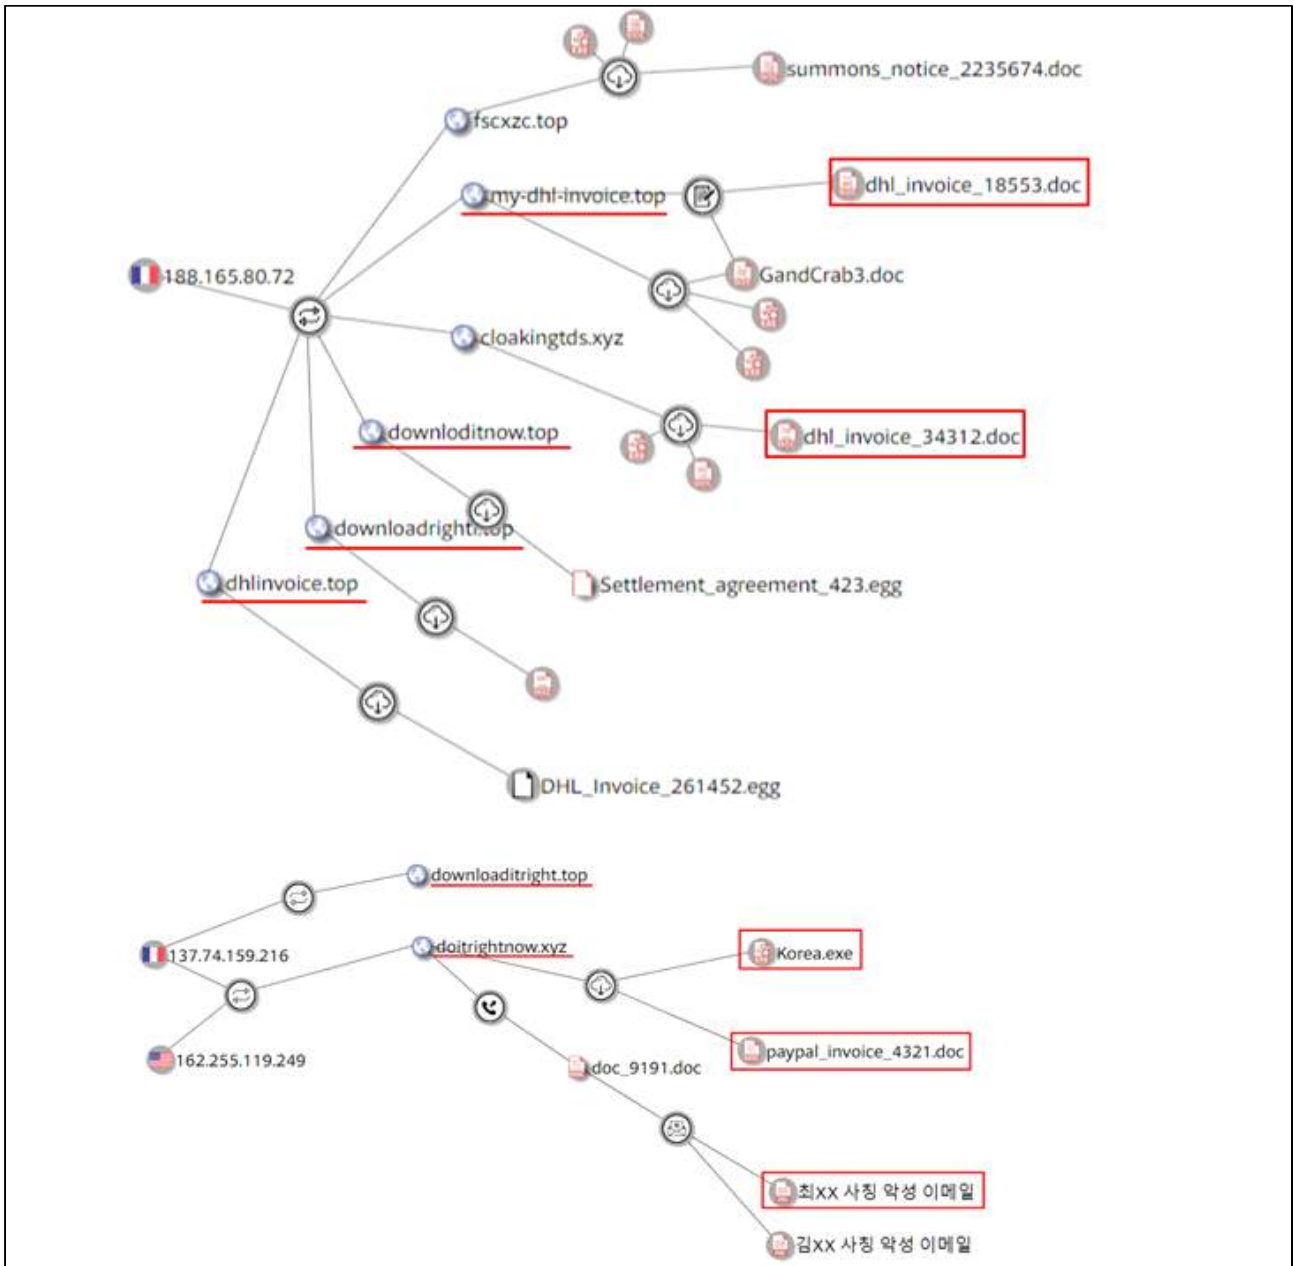 summons_notice_2235674.doc
fscxzc.top
dhl_invoice_18553.doc
my-dhl-invoice.top
188.165.80.72
GandCrab3.doc
cloakingtds.xyz
downloditnow.top
dhl_invoice_34312.doc
downloadrighti.top
dhlinvoice.top
Settlement_agreement_423.egg
DHL_Invoice_261452.egg
downloaditright.top
doitrightnow.xyz
137.74.159.216
Korea.exe
162.255.119.249
paypal_invoice_4321.doc
doc_9191.doc
최xx 사칭 악성 이메일
김xx 사칭 악성 이메일